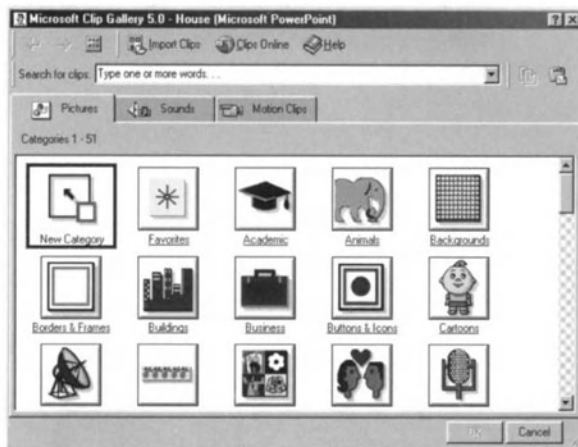 Microsoft Clip Gallery 5.0 - House (Microsoft PowerPoint)
Import Clips Clips Online Help
Search for clips: Type one or more words. . .
Pictures Sounds Motion Clips
Categories 1 - 51
New Category Favorites Academic Animals Backgrounds
Borders & Frames Buildings Business Buttons & Icons Cartoons
OK Cancel